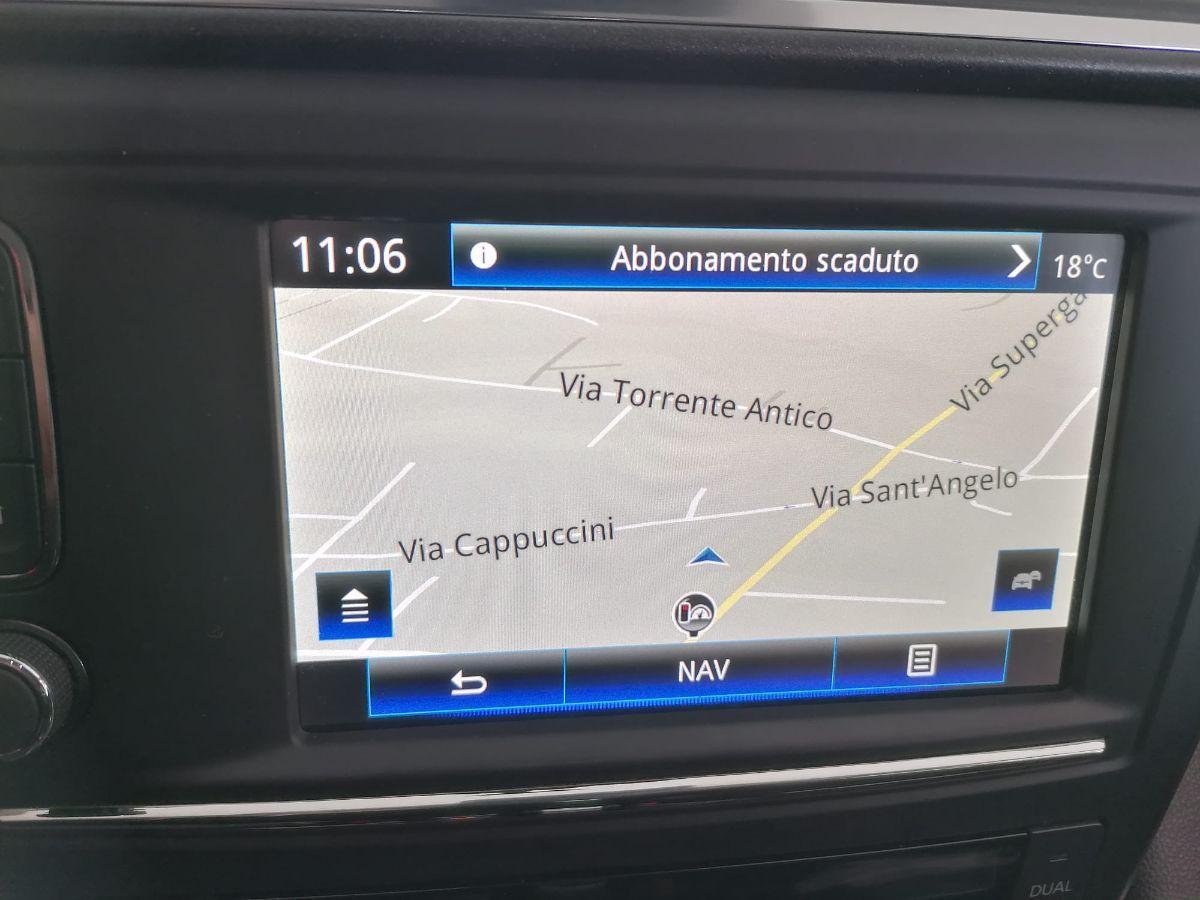 11:06
Abbonamento scaduto
18°C
Via Superga
Via Torrente Antico
Via Sant'Angelo
Via Cappuccini
NAV
DUAL